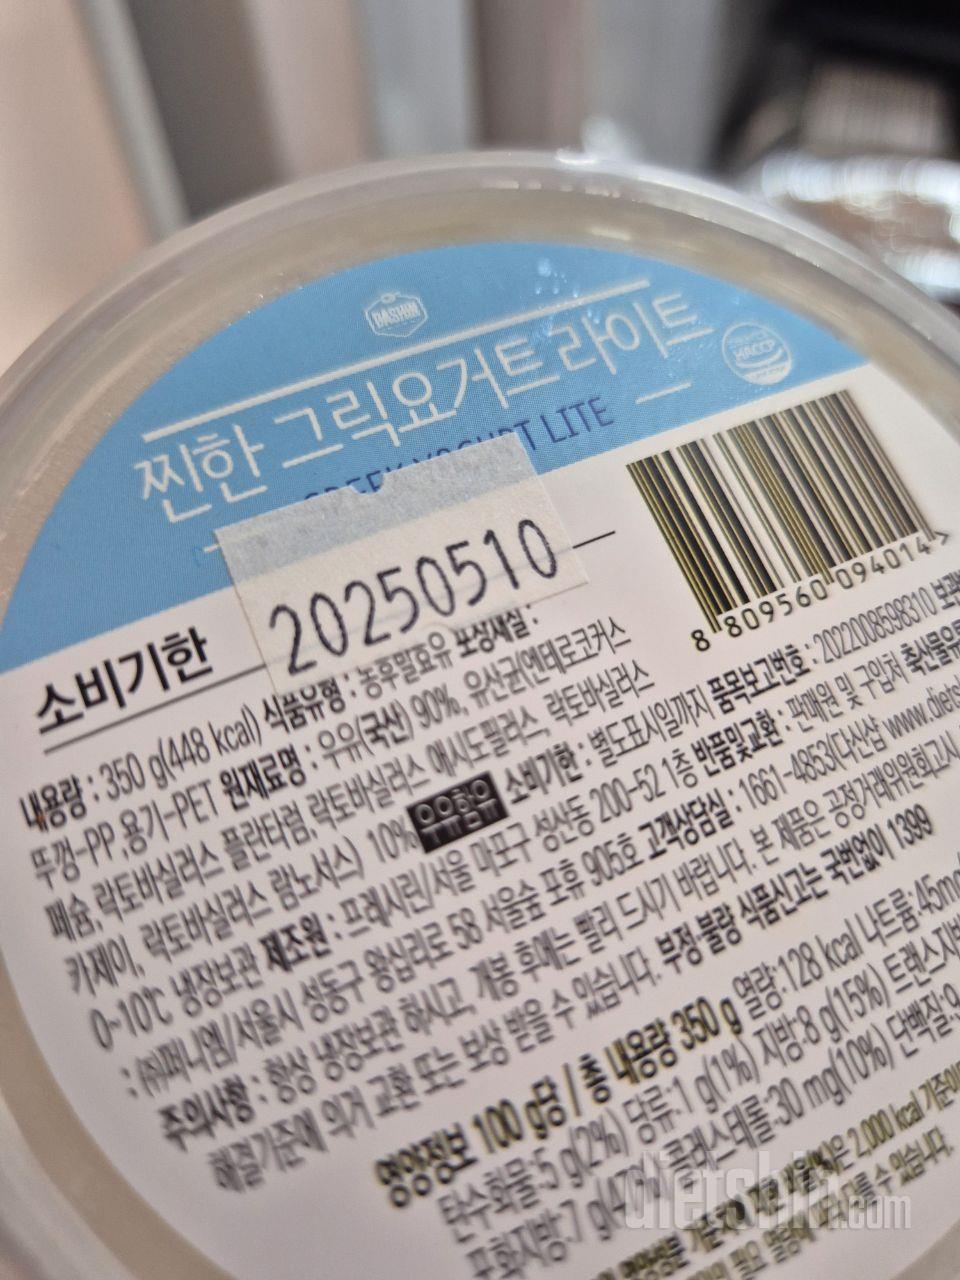 DASHIN
찐한 그릭요거트 라이트
HACCP
GREEK YOGURT LITE
소비기한
20250510
8 809560 094014 >
내용량 : 350 g(448 kcal) 식품유형 : 농후발효유 포장재질 :
뚜껑-PP,용기-PET 원재료명 : 우유(국산) 90%, 유산균(엔테로코커스
페슘, 락토바실러스 플란타럼, 락토바실러스 애시도필러스, 락토바실러스
카제이, 락토바실러스 람노서스) 10% 우유함유 소비기한 : 별도표시일까지 품목보고번호 : 2022008598310
0~10℃ 냉장보관 제조원 : 프레시린/서울 마포구 성산동 200-52 1층 반품및교환 : 판매원 및 구입처
: ㈜퍼니엠/서울시 성동구 왕십리로 58 서울숲 포휴 905호 고객상담실 : 1661-4853(다신샵
주의사항 : 항상 냉장보관 하시고, 개봉 후에는 빨리 드시기 바랍니다. 본 제품은 공정거래위원회고시
해결기준에 의거 교환 또는 보상 받을 수 있습니다. 부정·불량 식품신고는 국번없이 1399
영양정보 100 g당 / 총 내용량 350 g 열량:128 kcal 나트륨:45mg
탄수화물:5 g(2%) 당류:1 g(1%) 지방:8 g(15%)
포화지방:7 g(47%) 콜레스테롤:30 mg(10%) 단백질:9
2,000 kcal
dietshin.com